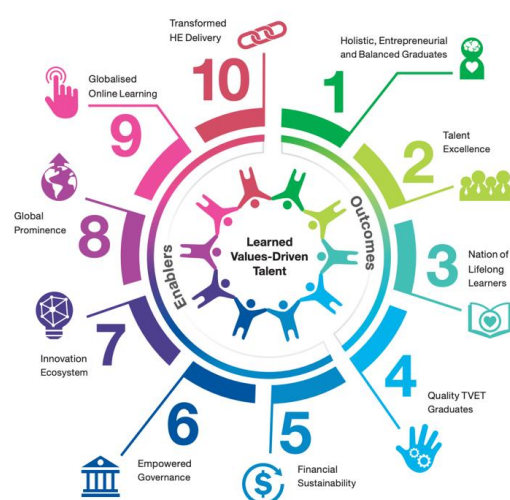 1
Holistic, Entrepreneurial
and Balanced Graduates
2
Talent
Excellence
3
Nation of
Lifelong
Learners
4
Quality TVET
Graduates
5
Financial
Sustainability
6
Empowered
Governance
7
Innovation
Ecosystem
8
Global
Prominence
9
Globalised
Online Learning
10
Transformed
HE Delivery
Enablers
Outcomes
Learned
Values-Driven
Talent
$